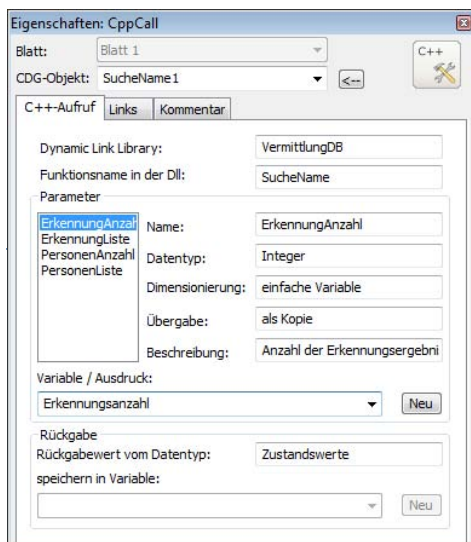 Eigenschaften: CppCall
Blatt: Blatt 1
C++
CDG-Objekt: SucheName1 <--
C++-Aufruf Links Kommentar
Dynamic Link Library: VermittlungDB
Funktionsname in der Dll: SucheName
Parameter
ErkennungAnzah
ErkennungListe
PersonenAnzahl
PersonenListe
Name: ErkennungAnzahl
Datentyp: Integer
Dimensionierung: einfache Variable
Übergabe: als Kopie
Beschreibung: Anzahl der Erkennungsergebni
Variable / Ausdruck:
Erkennungsanzahl Neu
Rückgabe
Rückgabewert vom Datentyp: Zustandswerte
speichern in Variable:
Neu